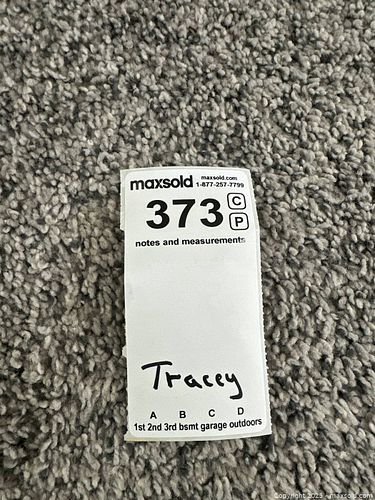 maxsold maxsold.com
1-877-257-7799
373 C
P
notes and measurements
Tracey
A B C D
1st 2nd 3rd bsmt garage outdoors
Copyright 2025 - maxsold.com